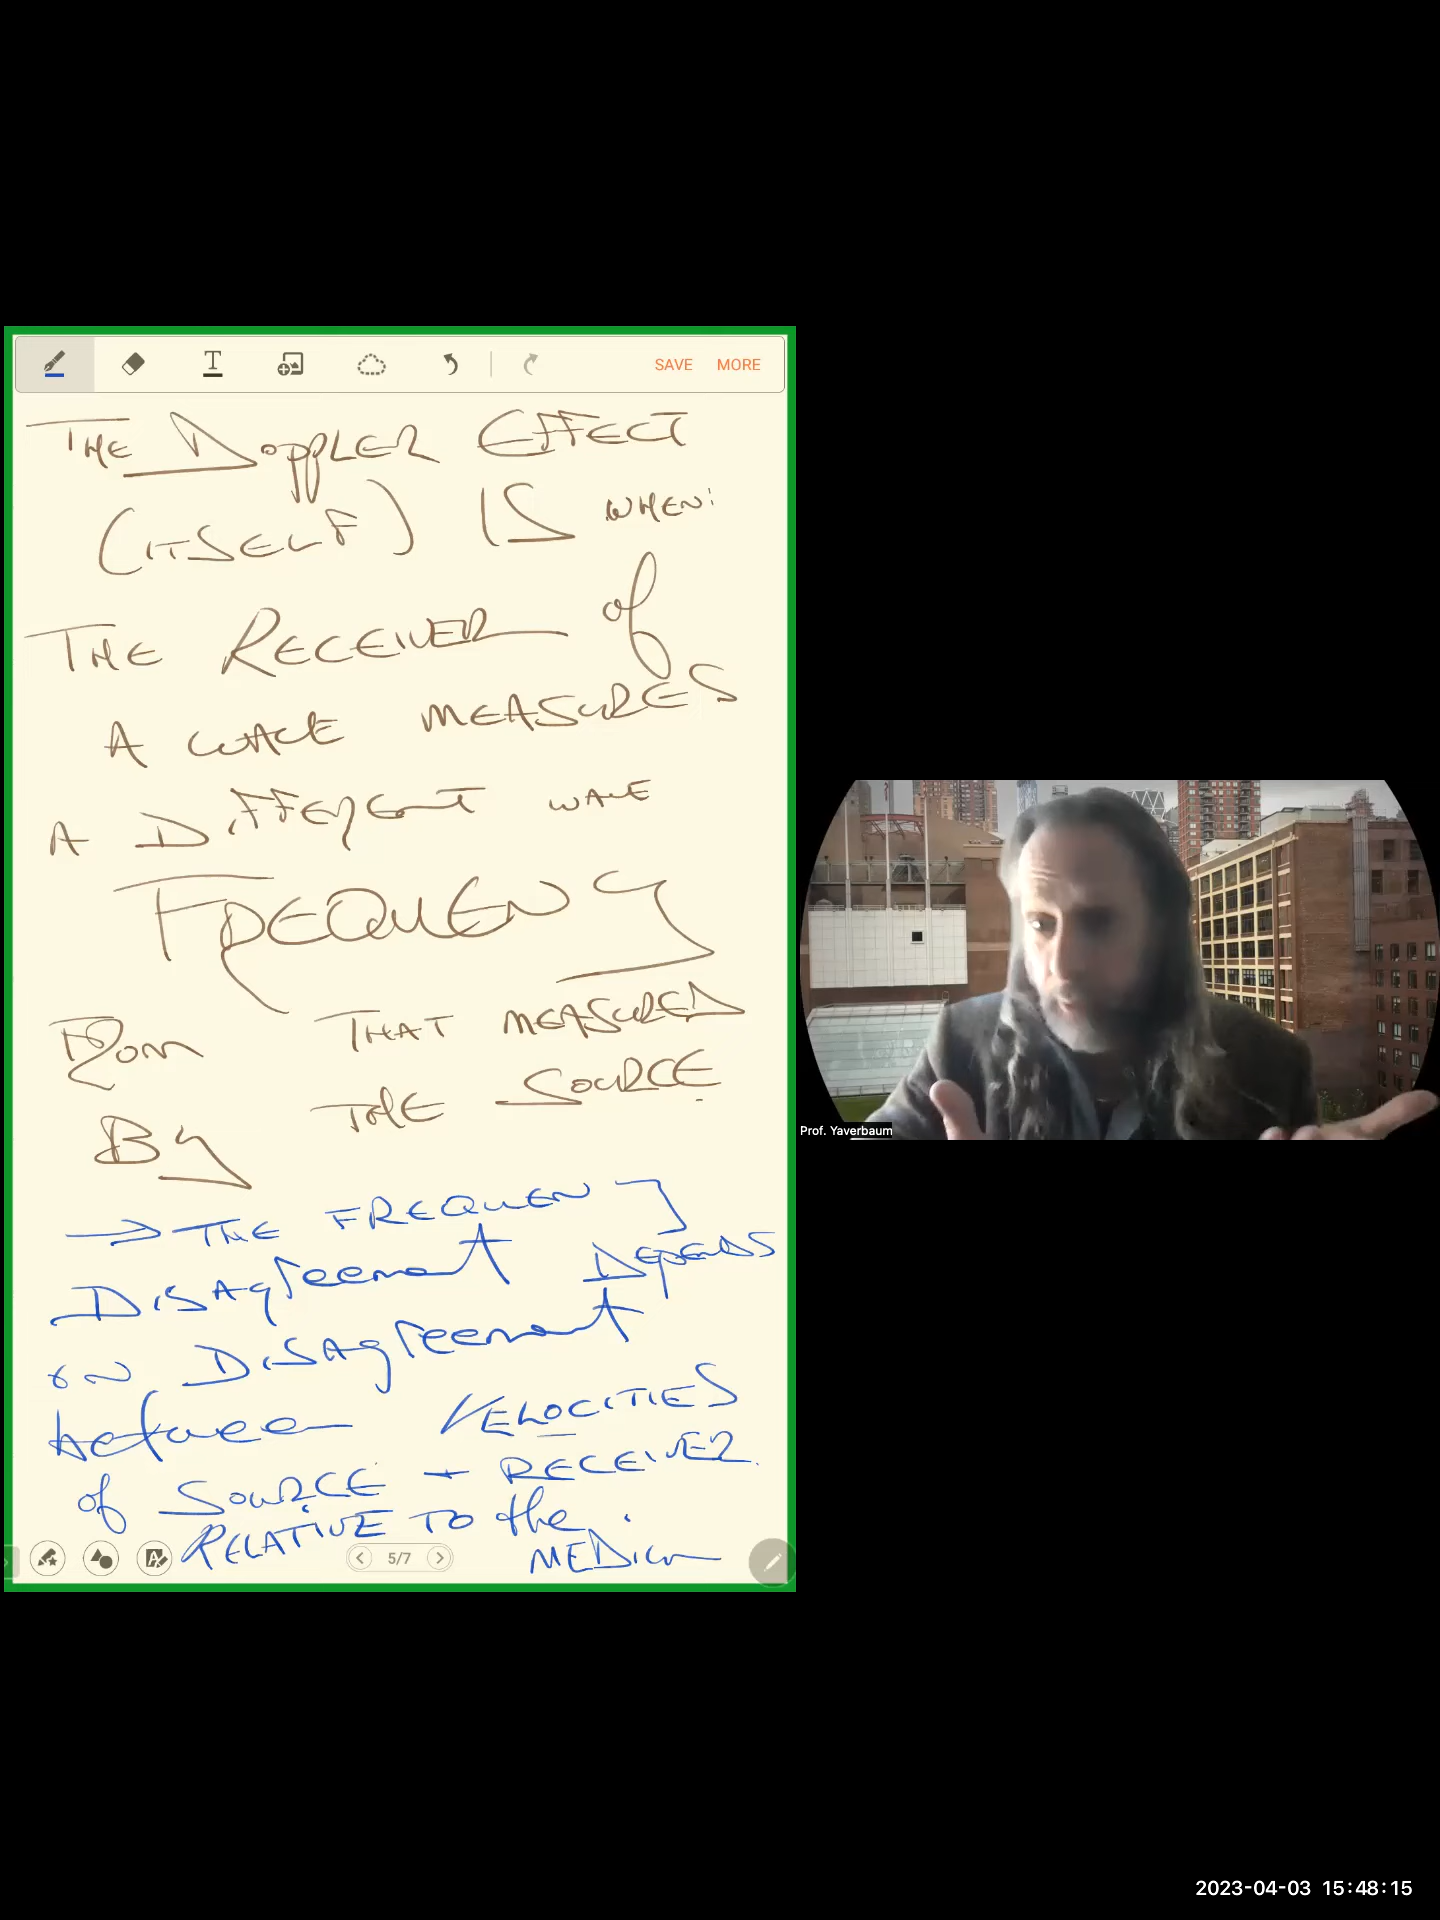 T
SAVE MORE
THE DOPPLER EFFECT
(ITSELF) IS WHEN:
THE RECEIVER of
A WAVE MEASURES
A DIFFERENT WAVE
FREQUENCY
FROM THAT MEASURED
BY THE SOURCE
→ THE FREQUENCY
DISAgreement Depends
ON DISAgreement
between VELOCITIES
of SOURCE + RECEIVER
RELATIVE TO the
MEDIUM
5/7
Prof. Yaverbaum
2023-04-03 15:48:15